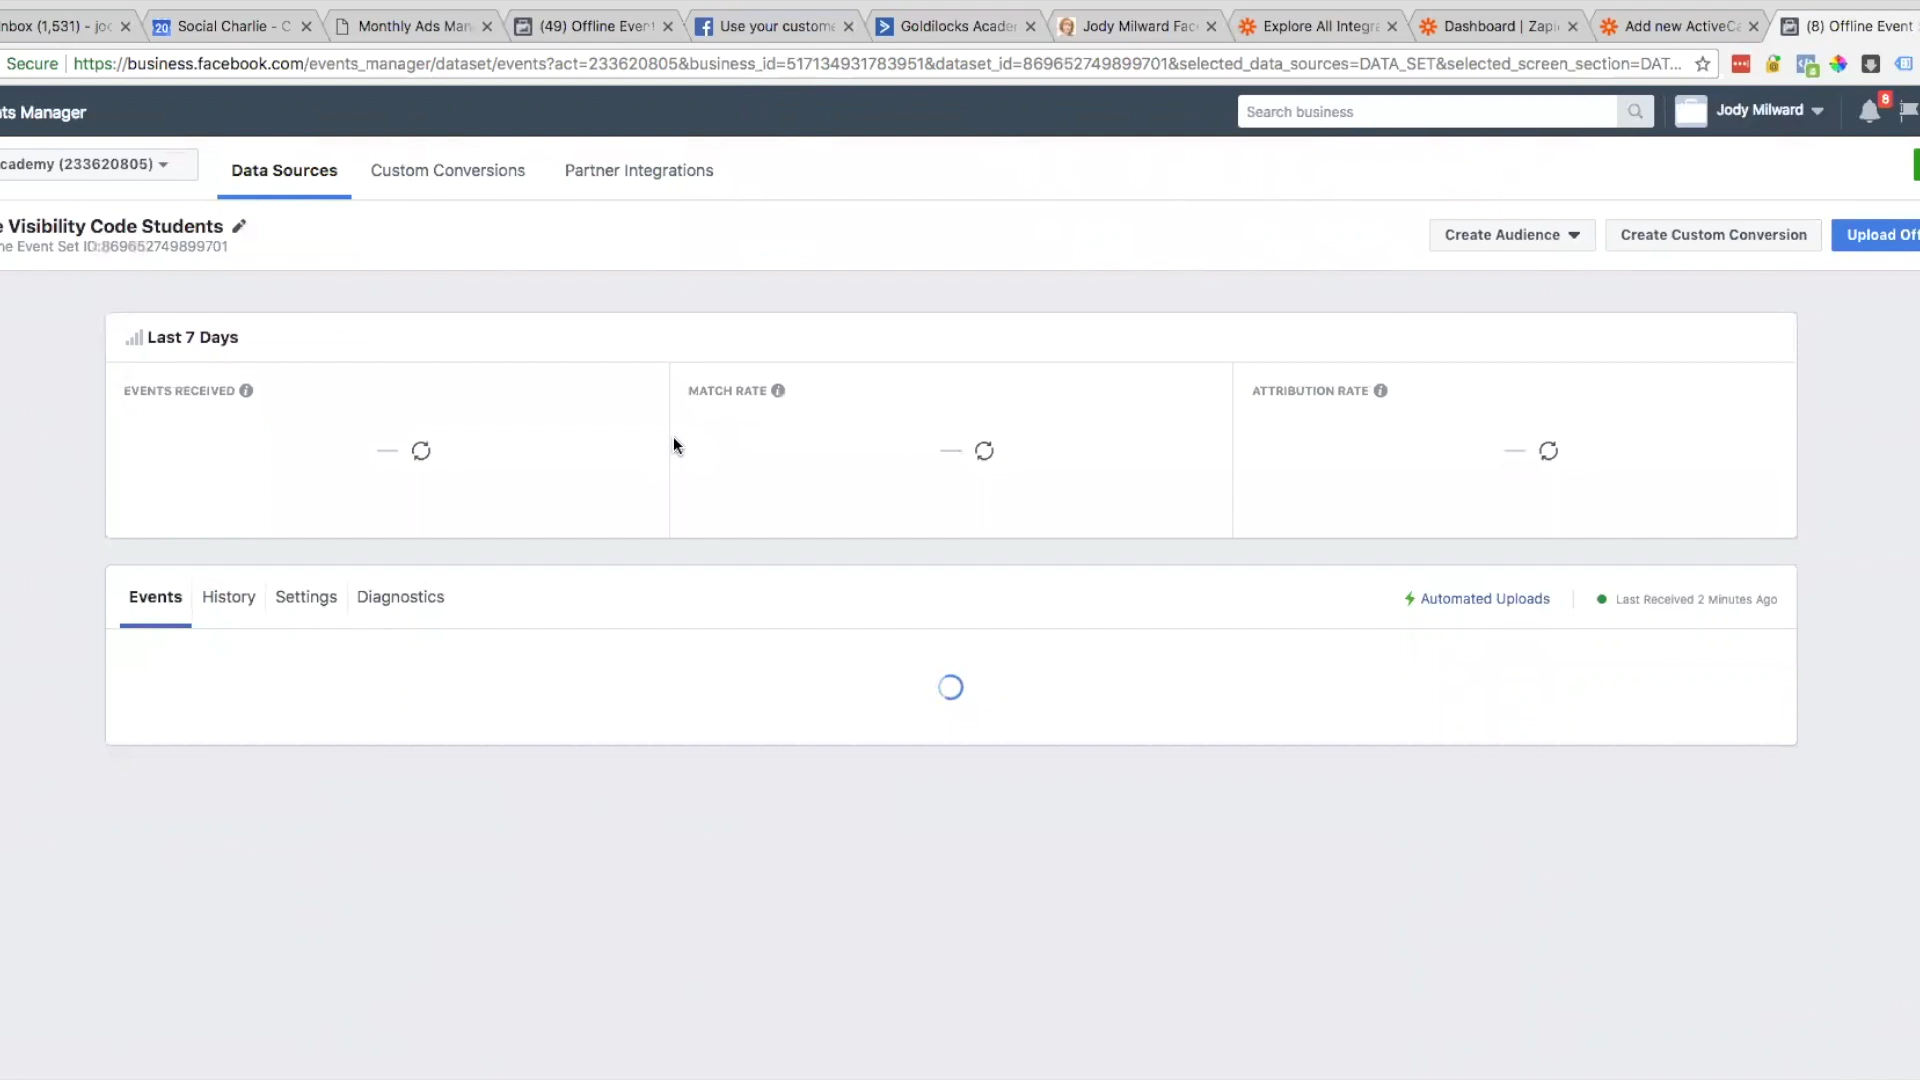 nbox (1,531) - joc
20 Social Charlie - C
Monthly Ads Man
(49) Offline Event
Use your custome
Goldilocks Acade
Jody Milward Fac
Explore All Integra
Dashboard | Zapi
Add new ActiveCa
(8) Offline Event
Secure https://business.facebook.com/events_manager/dataset/events?act=233620805&business_id=517134931783951&dataset_id=869652749899701&selected_data_sources=DATA_SET&selected_screen_section=DAT...
ts Manager
Search business
Jody Milward
8
cademy (233620805)
Data Sources
Custom Conversions
Partner Integrations
e Visibility Code Students
ne Event Set ID:869652749899701
Create Audience
Create Custom Conversion
Upload Off
Last 7 Days
EVENTS RECEIVED
MATCH RATE
ATTRIBUTION RATE
Events
History
Settings
Diagnostics
Automated Uploads
Last Received 2 Minutes Ago